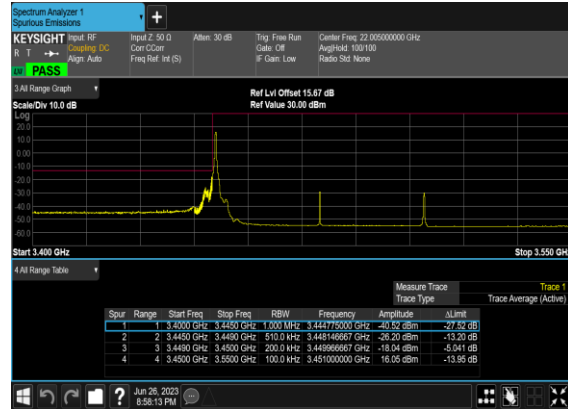 Spectrum Analyzer 1
Spurious Emissions
KEYSIGHT Input: RF Input Z: 50 Ω Atten: 30 dB Trig: Free Run Center Freq: 22.005000000 GHz
R T Coupling: DC Corr CCorr Gate: Off Avg|Hold: 100/100
Align: Auto Freq Ref: Int (S) IF Gain: Low Radio Std: None
PASS
3 All Range Graph
Ref Lvl Offset 15.67 dB
Scale/Div 10.0 dB Ref Value 30.00 dBm
Log
20.0
10.0
0.00
-10.0
-20.0
-30.0
-40.0
-50.0
-60.0
Start 3.400 GHz Stop 3.550 GHz
4 All Range Table
Measure Trace Trace 1
Trace Type Trace Average (Active)
Spur Range Start Freq Stop Freq RBW Frequency Amplitude ΔLimit
1 1 3.4000 GHz 3.4450 GHz 1.000 MHz 3.444775000 GHz -40.52 dBm -27.52 dB
2 2 3.4450 GHz 3.4490 GHz 510.0 kHz 3.448146667 GHz -26.20 dBm -13.20 dB
3 3 3.4490 GHz 3.4500 GHz 200.0 kHz 3.449966667 GHz -18.04 dBm -5.041 dB
4 4 3.4500 GHz 3.5500 GHz 100.0 kHz 3.451000000 GHz 16.05 dBm -13.95 dB
? Jun 26, 2023
8:58:13 PM